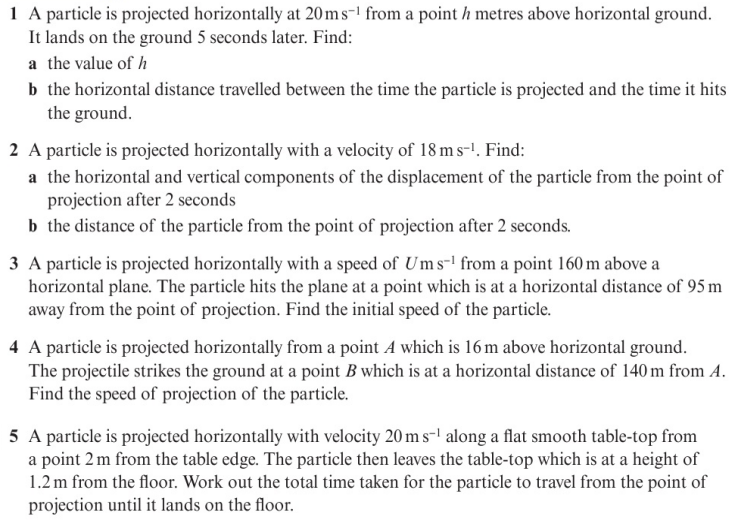 1 A particle is projected horizontally at 20 m s⁻¹ from a point h metres above horizontal ground.
It lands on the ground 5 seconds later. Find:
a the value of h
b the horizontal distance travelled between the time the particle is projected and the time it hits
the ground.
2 A particle is projected horizontally with a velocity of 18 m s⁻¹. Find:
a the horizontal and vertical components of the displacement of the particle from the point of
projection after 2 seconds
b the distance of the particle from the point of projection after 2 seconds.
3 A particle is projected horizontally with a speed of U m s⁻¹ from a point 160 m above a
horizontal plane. The particle hits the plane at a point which is at a horizontal distance of 95 m
away from the point of projection. Find the initial speed of the particle.
4 A particle is projected horizontally from a point A which is 16 m above horizontal ground.
The projectile strikes the ground at a point B which is at a horizontal distance of 140 m from A.
Find the speed of projection of the particle.
5 A particle is projected horizontally with velocity 20 m s⁻¹ along a flat smooth table-top from
a point 2 m from the table edge. The particle then leaves the table-top which is at a height of
1.2 m from the floor. Work out the total time taken for the particle to travel from the point of
projection until it lands on the floor.